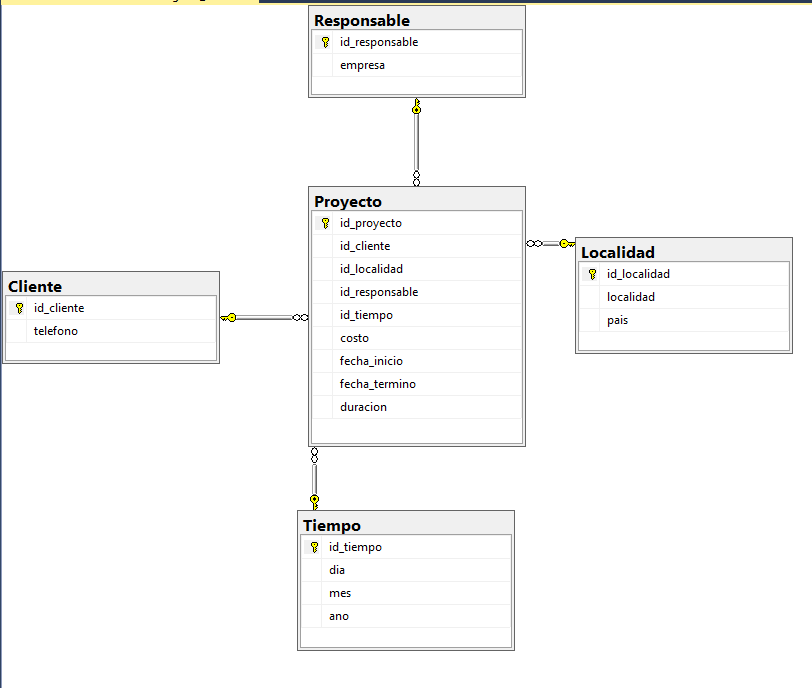 Responsable
id_responsable
empresa
Proyecto
id_proyecto
id_cliente
id_localidad
id_responsable
id_tiempo
costo
fecha_inicio
fecha_termino
duracion
Localidad
id_localidad
localidad
pais
Cliente
id_cliente
telefono
Tiempo
id_tiempo
dia
mes
ano